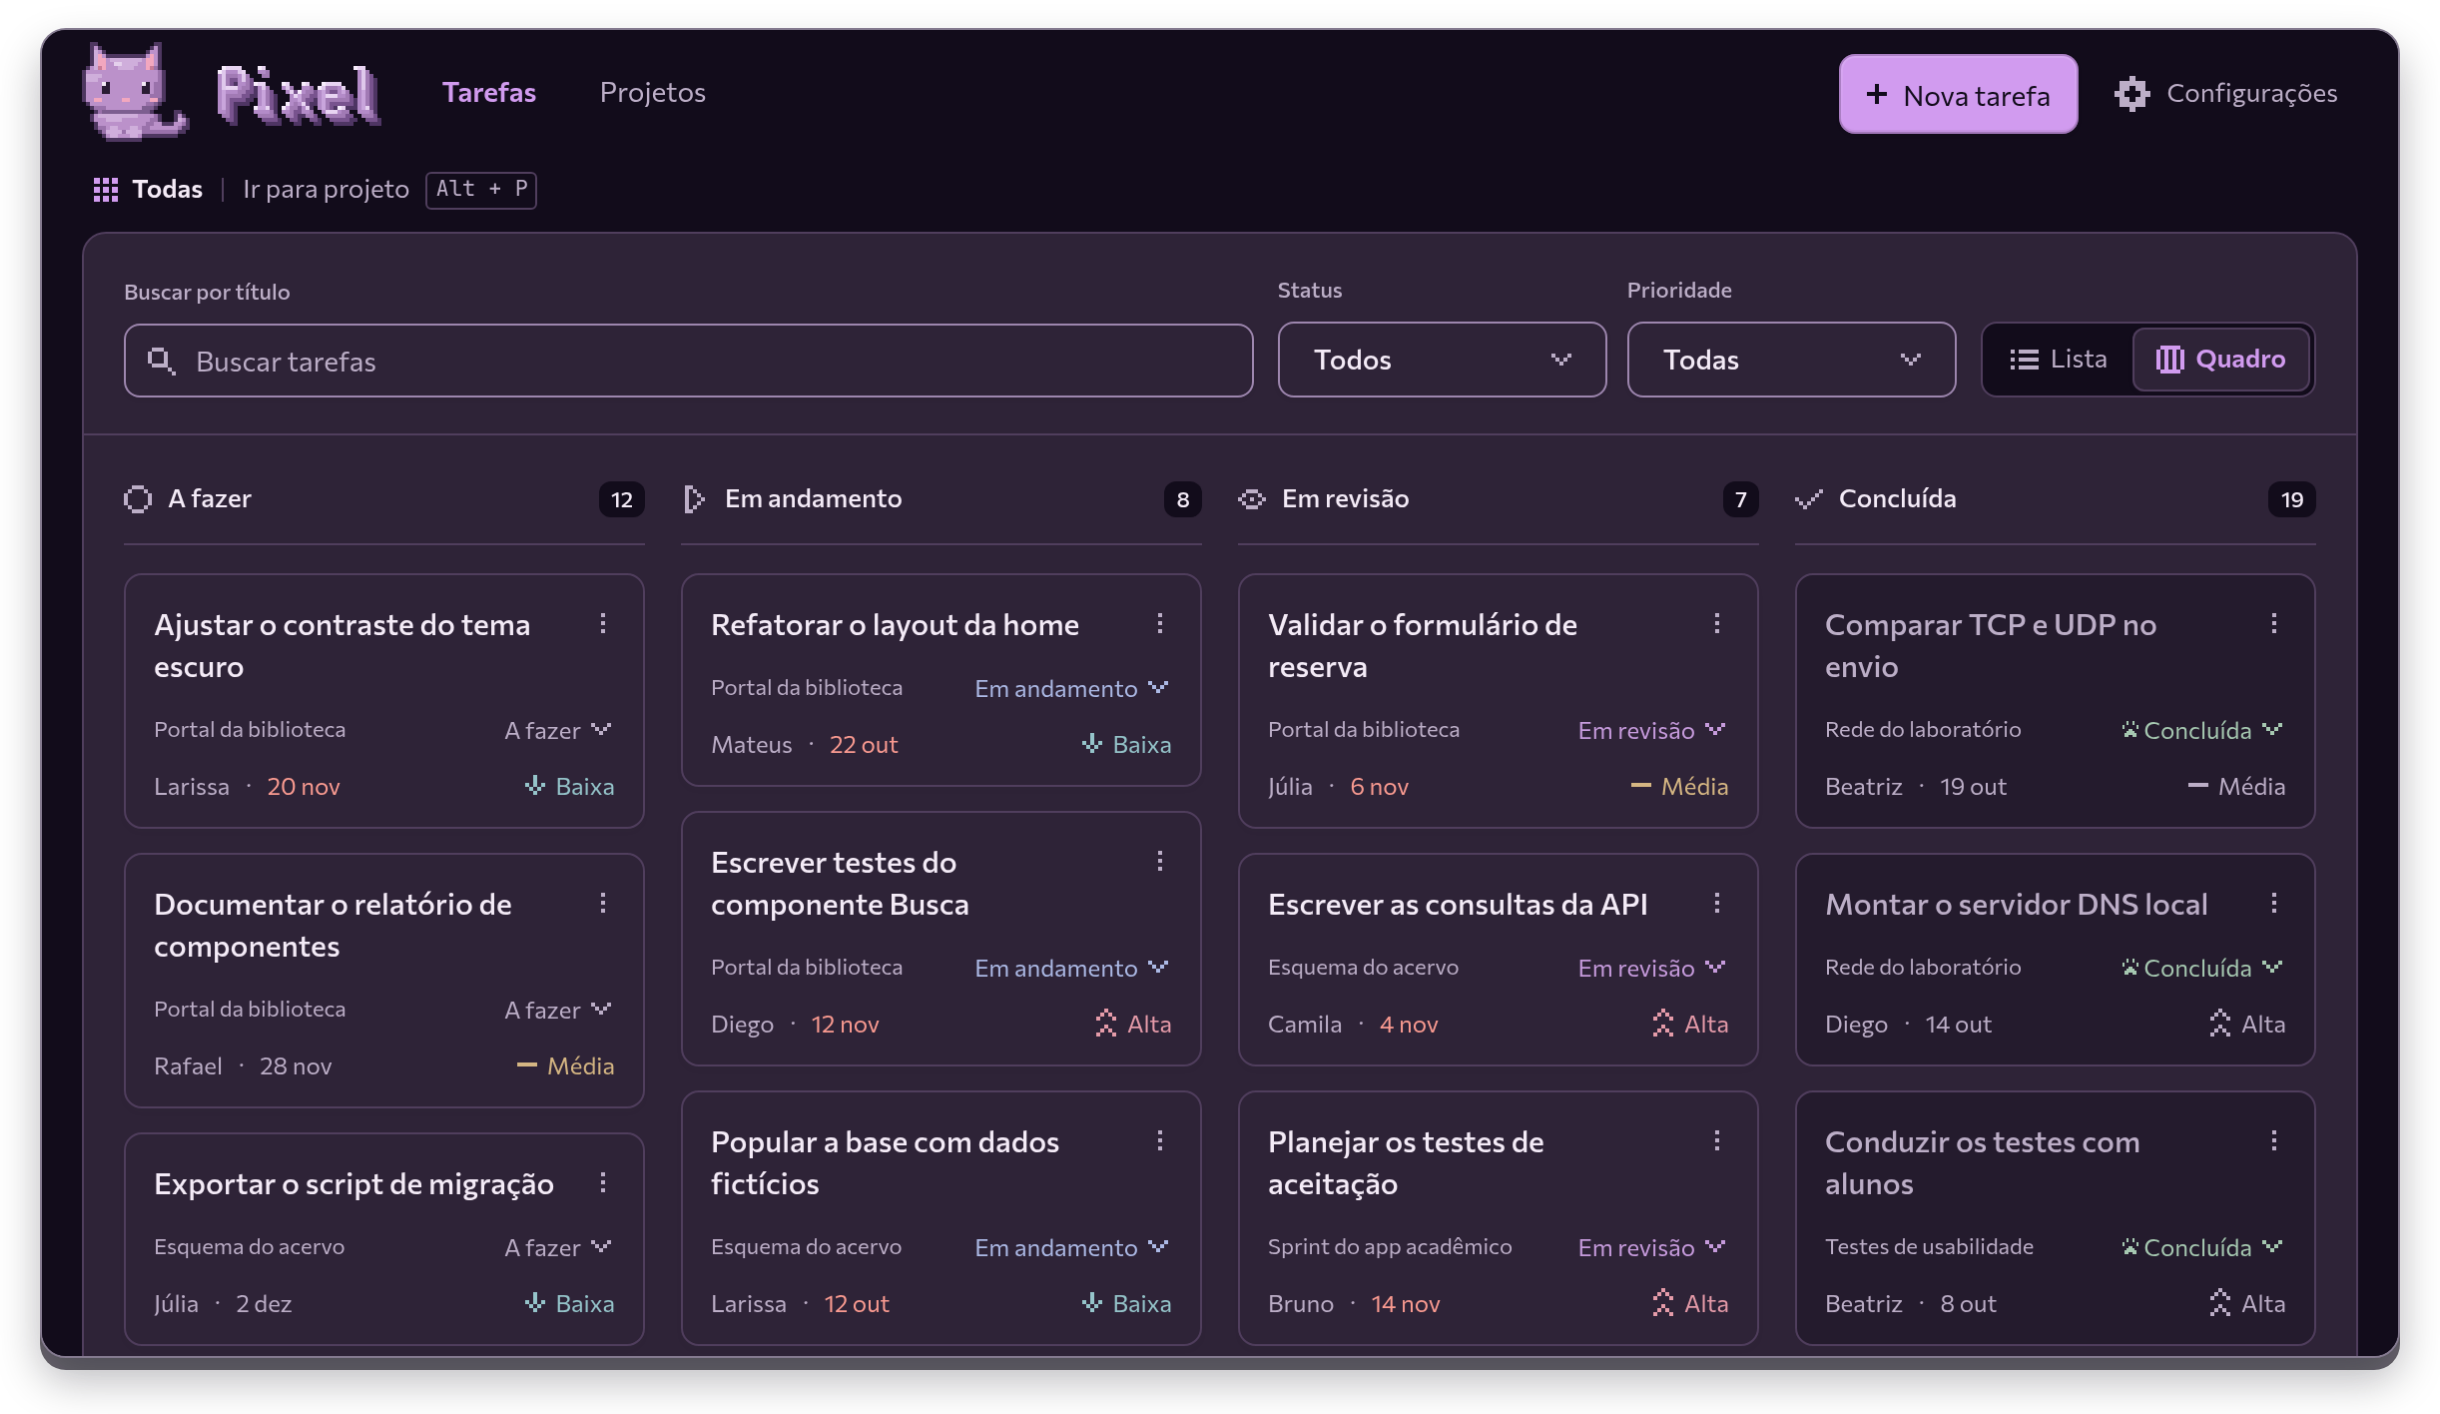 Pixel
Tarefas
Projetos
+ Nova tarefa
Configurações
Todas | Ir para projeto Alt + P
Buscar por título
Buscar tarefas
Status
Todos
Prioridade
Todas
Lista
Quadro
A fazer 12
Ajustar o contraste do tema
escuro
Portal da biblioteca A fazer
Larissa · 20 nov Baixa
Documentar o relatório de
componentes
Portal da biblioteca A fazer
Rafael · 28 nov Média
Exportar o script de migração
Esquema do acervo A fazer
Júlia · 2 dez Baixa
Em andamento 8
Refatorar o layout da home
Portal da biblioteca Em andamento
Mateus · 22 out Baixa
Escrever testes do
componente Busca
Portal da biblioteca Em andamento
Diego · 12 nov Alta
Popular a base com dados
fictícios
Esquema do acervo Em andamento
Larissa · 12 out Baixa
Em revisão 7
Validar o formulário de
reserva
Portal da biblioteca Em revisão
Júlia · 6 nov Média
Escrever as consultas da API
Esquema do acervo Em revisão
Camila · 4 nov Alta
Planejar os testes de
aceitação
Sprint do app acadêmico Em revisão
Bruno · 14 nov Alta
Concluída 19
Comparar TCP e UDP no
envio
Rede do laboratório Concluída
Beatriz · 19 out Média
Montar o servidor DNS local
Rede do laboratório Concluída
Diego · 14 out Alta
Conduzir os testes com
alunos
Testes de usabilidade Concluída
Beatriz · 8 out Alta